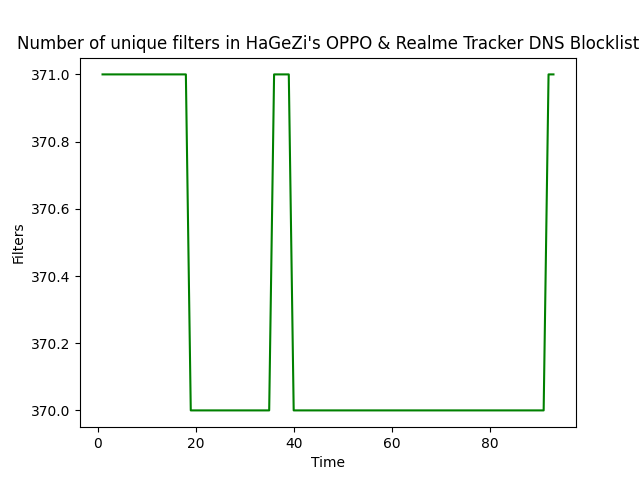 Number of unique filters in HaGeZi's OPPO & Realme Tracker DNS Blocklist
371.0
370.8
370.6
370.4
370.2
370.0
Filters
0 20 40 60 80
Time